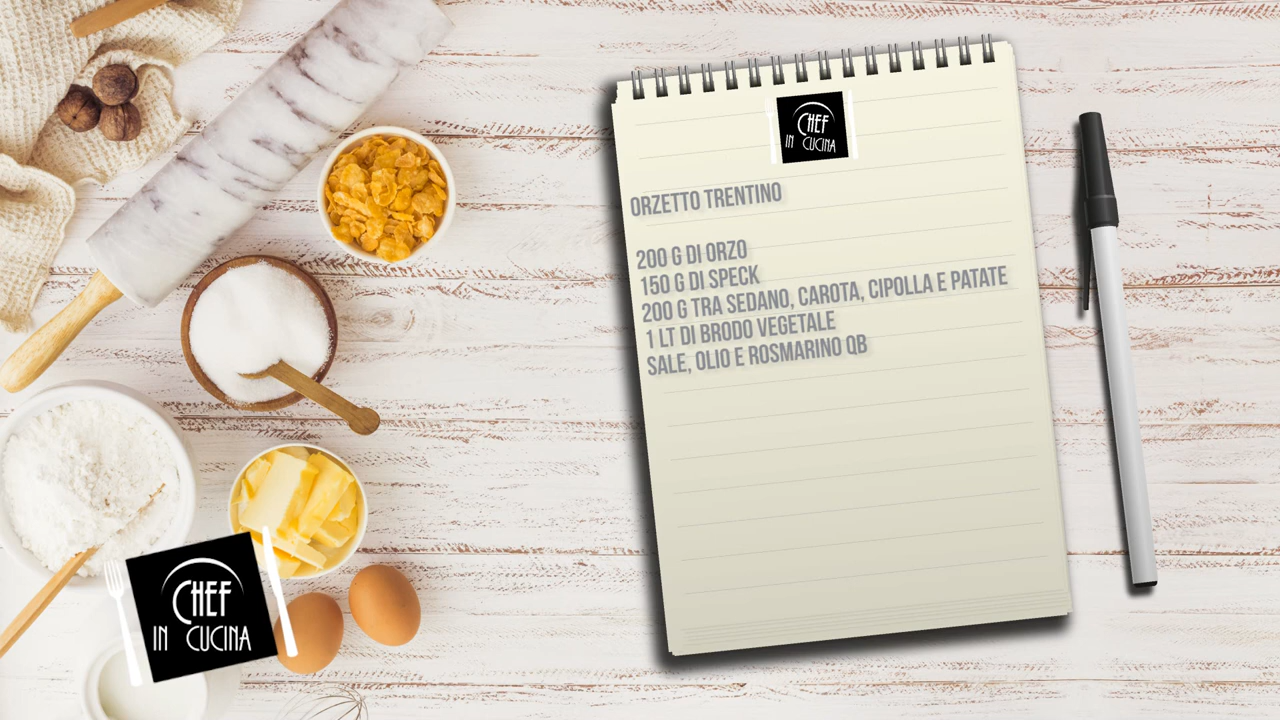 CHEF
IN CUCINA
ORZETTO TRENTINO
200 G DI ORZO
150 G DI SPECK
200 G TRA SEDANO, CAROTA, CIPOLLA E PATATE
1 LT DI BRODO VEGETALE
SALE, OLIO E ROSMARINO QB
CHEF
IN CUCINA